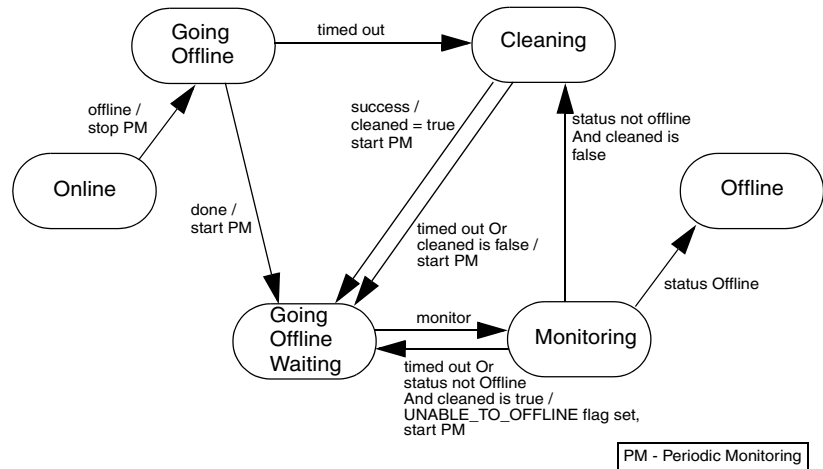 Going
Offline
timed out
Cleaning
offline /
stop PM
success /
cleaned = true
start PM
status not offline
And cleaned is
false
Online
Offline
done /
start PM
timed out Or
cleaned is false /
start PM
status Offline
Going
Offline
Waiting
monitor
Monitoring
timed out Or
status not Offline
And cleaned is true /
UNABLE_TO_OFFLINE flag set,
start PM
PM - Periodic Monitoring